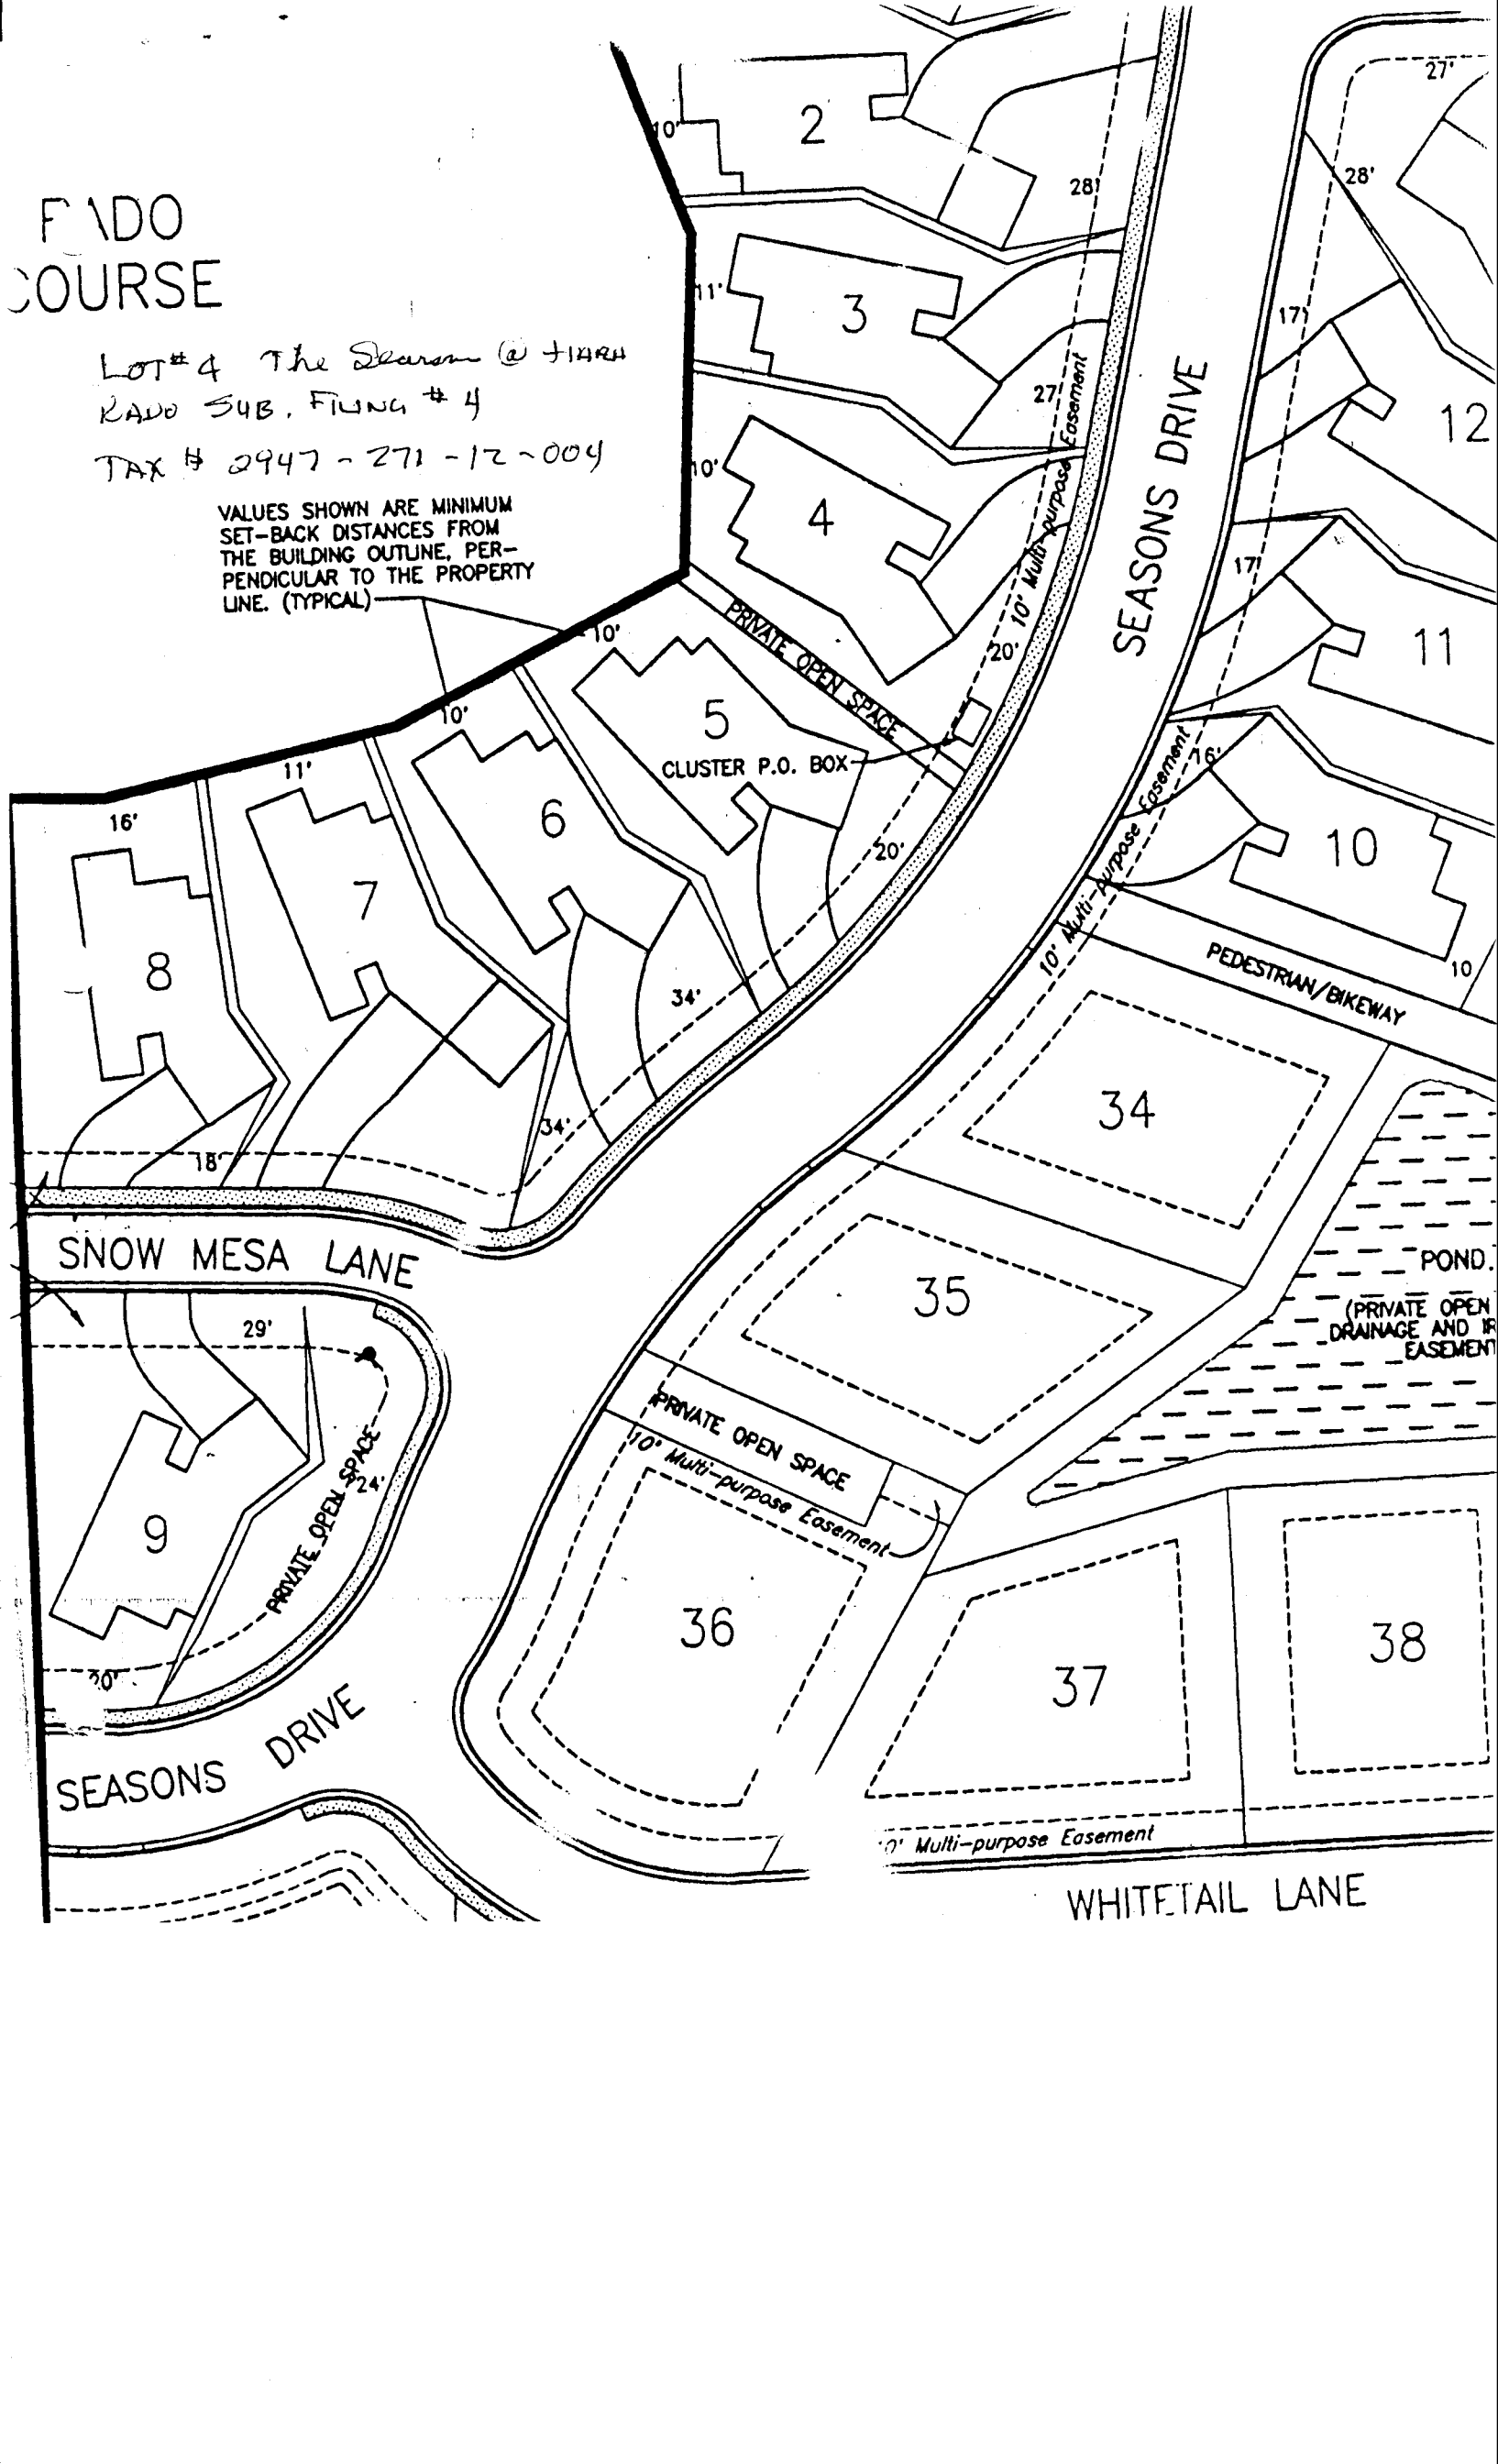 2
10'
28'
27'
28'
COURSE
3
11'
17'
LOT # 4 The Seasons @ TIARA
RADO SUB. FILING # 4
TAX # 2947-271-12-004
27'
12
SEASONS DRIVE
10' Multi-purpose Easement
10'
4
VALUES SHOWN ARE MINIMUM
SET-BACK DISTANCES FROM
THE BUILDING OUTLINE, PER-
PENDICULAR TO THE PROPERTY
LINE. (TYPICAL)
17'
11
10'
PRIVATE OPEN SPACE
20'
10'
5
CLUSTER P.O. BOX
16'
11'
16'
6
20'
10
10' Multi-purpose Easement
7
8
34'
PEDESTRIAN/BIKEWAY
10
34
34'
18'
SNOW MESA LANE
35
POND.
(PRIVATE OPEN
DRAINAGE AND
EASEMENT
29'
PRIVATE OPEN SPACE
24'
PRIVATE OPEN SPACE
10' Multi-purpose Easement
9
36
37
38
SEASONS DRIVE
0' Multi-purpose Easement
WHITETAIL LANE